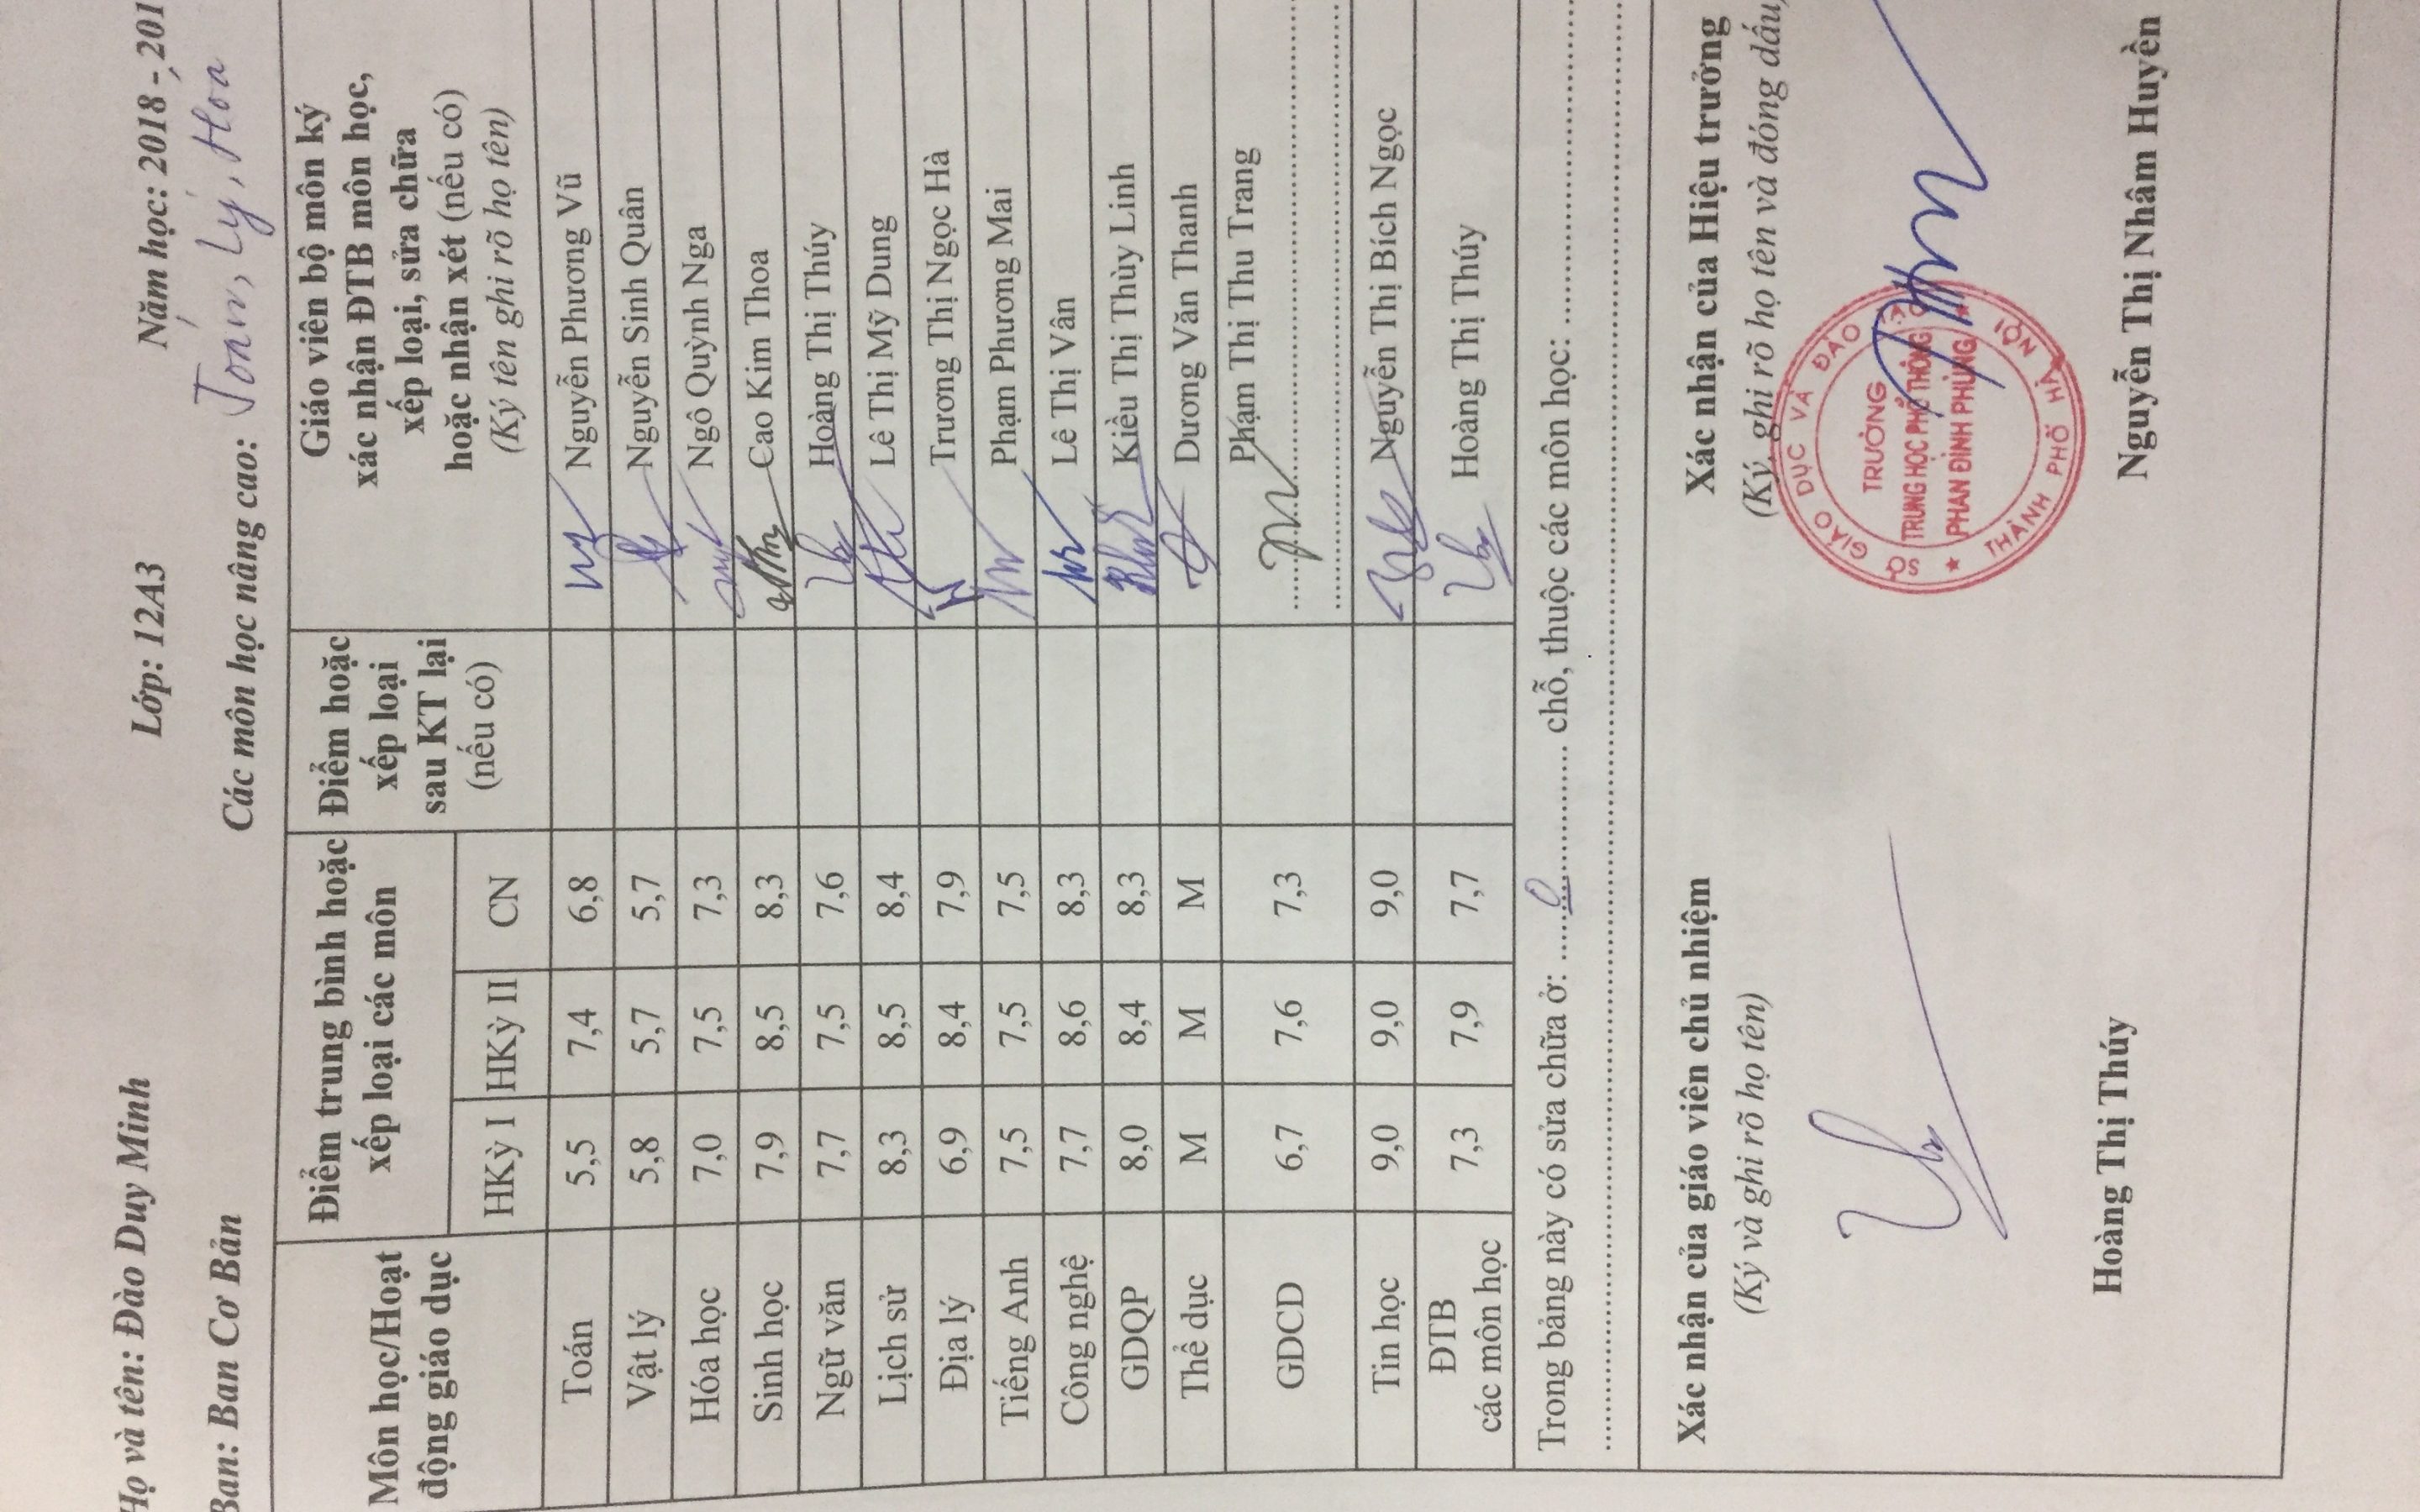 Họ và tên: Đào Duy Minh Lớp: 12A3 Năm học: 2018 - 201
Ban: Ban Cơ Bản Các môn học nâng cao: Toán, Lý, Hoá
Môn học/Hoạt
động giáo dục
Điểm trung bình hoặc
xếp loại các môn
HKỳ I HKỳ II CN
Điểm hoặc
xếp loại
sau KT lại
(nếu có)
Giáo viên bộ môn ký
xác nhận ĐTB môn học,
xếp loại, sửa chữa
hoặc nhận xét (nếu có)
(Ký tên ghi rõ họ tên)
Toán 5,5 7,4 6,8 Nguyễn Phương Vũ
Vật lý 5,8 5,7 5,7 Nguyễn Sinh Quân
Hóa học 7,0 7,5 7,3 Ngô Quỳnh Nga
Sinh học 7,9 8,5 8,3 Cao Kim Thoa
Ngữ văn 7,7 7,5 7,6 Hoàng Thị Thúy
Lịch sử 8,3 8,5 8,4 Lê Thị Mỹ Dung
Địa lý 6,9 8,4 7,9 Trương Thị Ngọc Hà
Tiếng Anh 7,5 7,5 7,5 Phạm Phương Mai
Công nghệ 7,7 8,6 8,3 Lê Thị Vân
GDQP 8,0 8,4 8,3 Kiều Thị Thùy Linh
Thể dục M M M Dương Văn Thanh
GDCD 6,7 7,6 7,3 Phạm Thị Thu Trang
Tin học 9,0 9,0 9,0 Nguyễn Thị Bích Ngọc
ĐTB
các môn học 7,3 7,9 7,7 Hoàng Thị Thúy
Trong bảng này có sửa chữa ở: ......0............. chỗ, thuộc các môn học: ..............................
Xác nhận của giáo viên chủ nhiệm
(Ký và ghi rõ họ tên)
Hoàng Thị Thúy
Xác nhận của Hiệu trưởng
(Ký, ghi rõ họ tên và đóng dấu)
SỞ GIÁO DỤC VÀ ĐÀO
TRƯỜNG
TRUNG HỌC PHỔ THÔNG
PHAN ĐÌNH PHÙNG
★ THÀNH PHỐ HÀ NỘI ★
Nguyễn Thị Nhâm Huyền